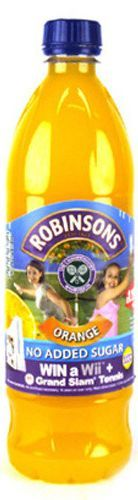 ROBINSONS
ORANGE
NO ADDED SUGAR
WIN a Wii +
Grand Slam Tennis